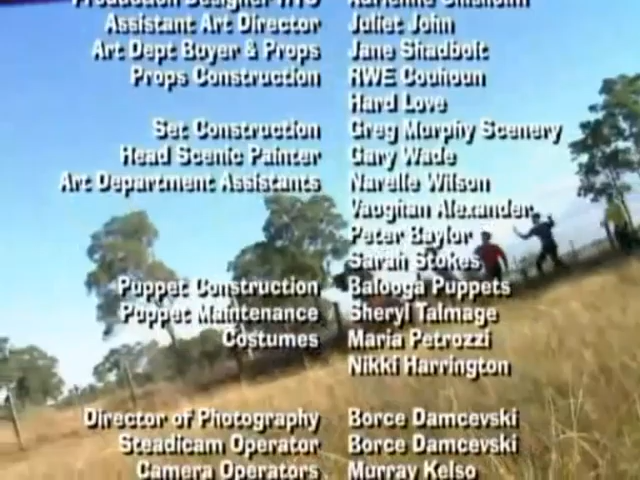 Assistant Art Director Juliet John
Art Dept Buyer & Props Jane Shadbolt
Props Construction RWE Couhoun
Hard Love
Set Construction Greg Murphy Scenery
Head Scenic Painter Gary Wade
Art Department Assistants Narelle Wilson
Vaughan Alexander
Peter Baylor
Sarah Stokes
Puppet Construction Balooga Puppets
Puppet Maintenance Sheryl Talmage
Costumes Maria Petrozzi
Nikki Harrington
Director of Photography Borce Damcevski
Steadicam Operator Borce Damcevski
Camera Operators Murray Kelso